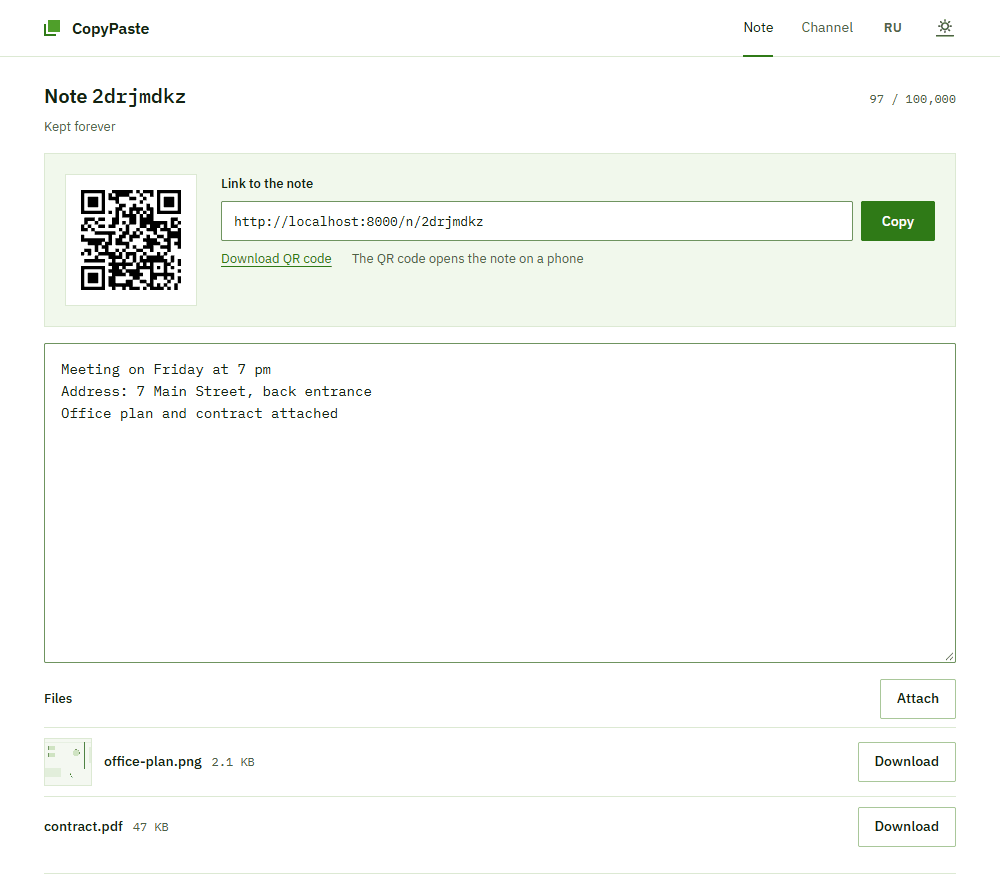 CopyPaste
Note
Channel
RU
Note 2drjmdkz
97 / 100,000
Kept forever
Link to the note
http://localhost:8000/n/2drjmdkz
Copy
Download QR code
The QR code opens the note on a phone
Meeting on Friday at 7 pm
Address: 7 Main Street, back entrance
Office plan and contract attached
Files
Attach
office-plan.png 2.1 KB
Download
contract.pdf 47 KB
Download